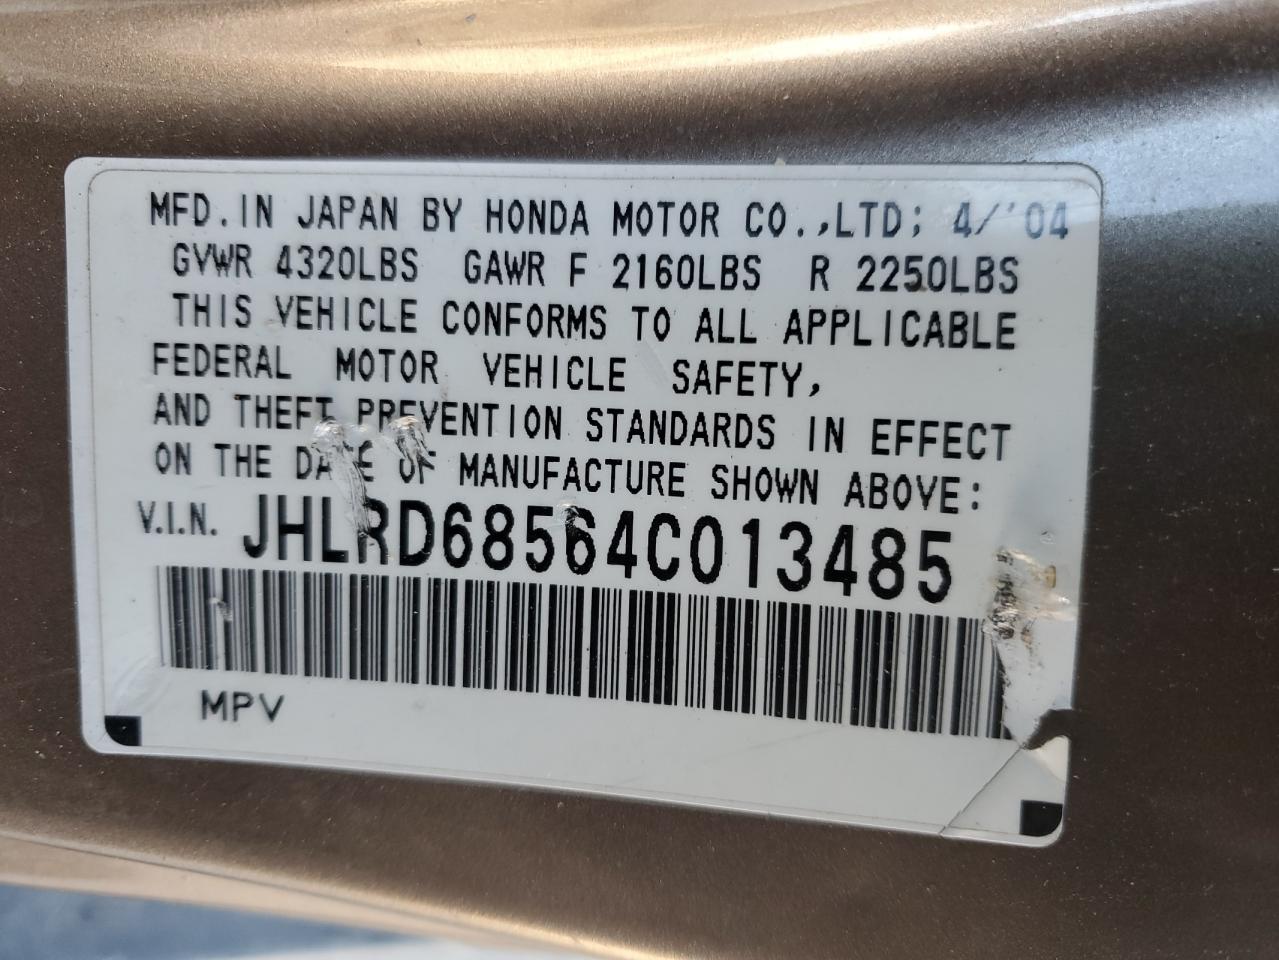 MFD. IN JAPAN BY HONDA MOTOR CO.,LTD; 4/'04
GVWR 4320LBS GAWR F 2160LBS R 2250LBS
THIS VEHICLE CONFORMS TO ALL APPLICABLE
FEDERAL MOTOR VEHICLE SAFETY,
AND THEFT PREVENTION STANDARDS IN EFFECT
ON THE DATE OF MANUFACTURE SHOWN ABOVE:
V.I.N. JHLRD68564C013485
MPV